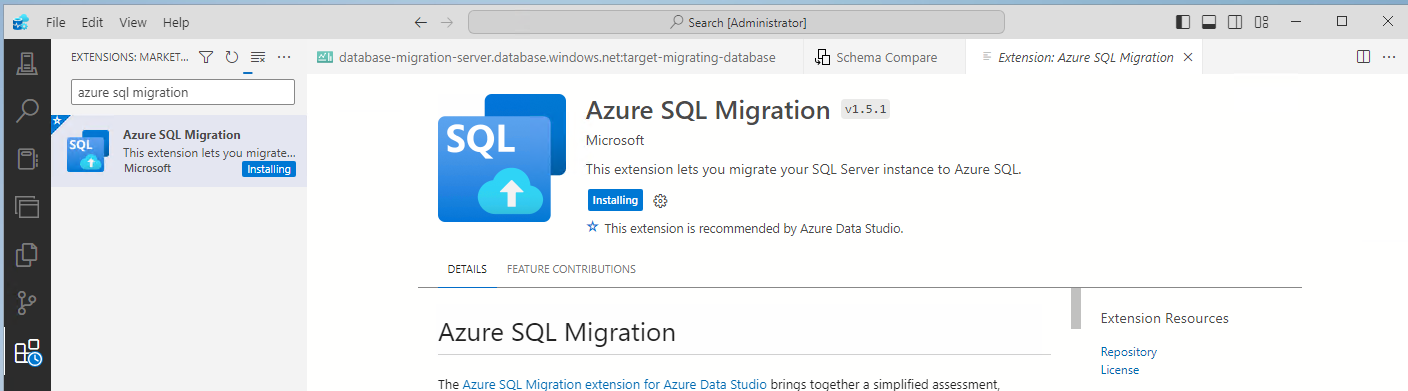 File Edit View Help
Search [Administrator]
EXTENSIONS: MARKET...
database-migration-server.database.windows.net:target-migrating-database
Schema Compare
Extension: Azure SQL Migration
azure sql migration
SQL
Azure SQL Migration
This extension lets you migrate...
Microsoft
Installing
SQL
Azure SQL Migration v1.5.1
Microsoft
This extension lets you migrate your SQL Server instance to Azure SQL.
Installing
This extension is recommended by Azure Data Studio.
DETAILS FEATURE CONTRIBUTIONS
Azure SQL Migration
The Azure SQL Migration extension for Azure Data Studio brings together a simplified assessment,
Extension Resources
Repository
License